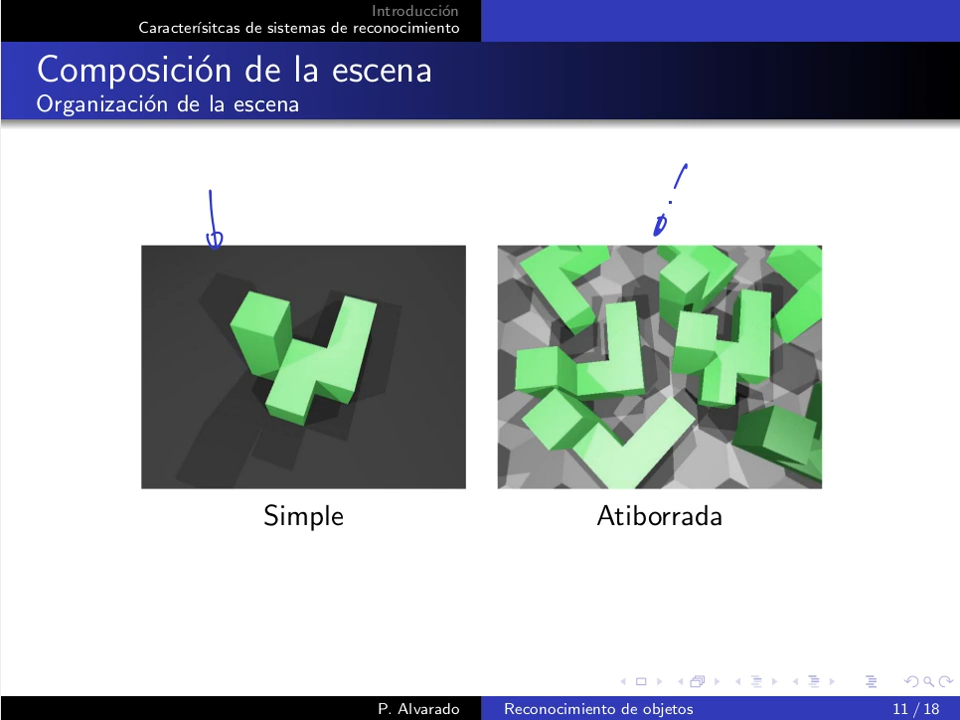 Introducción
Caracterísitcas de sistemas de reconocimiento
Composición de la escena
Organización de la escena
Simple
Atiborrada
P. Alvarado
Reconocimiento de objetos
11 / 18